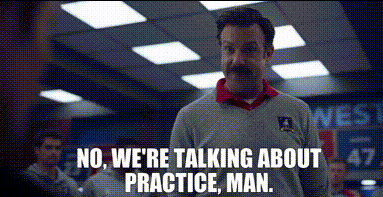 WEST
47
NO, WE'RE TALKING ABOUT
PRACTICE, MAN.